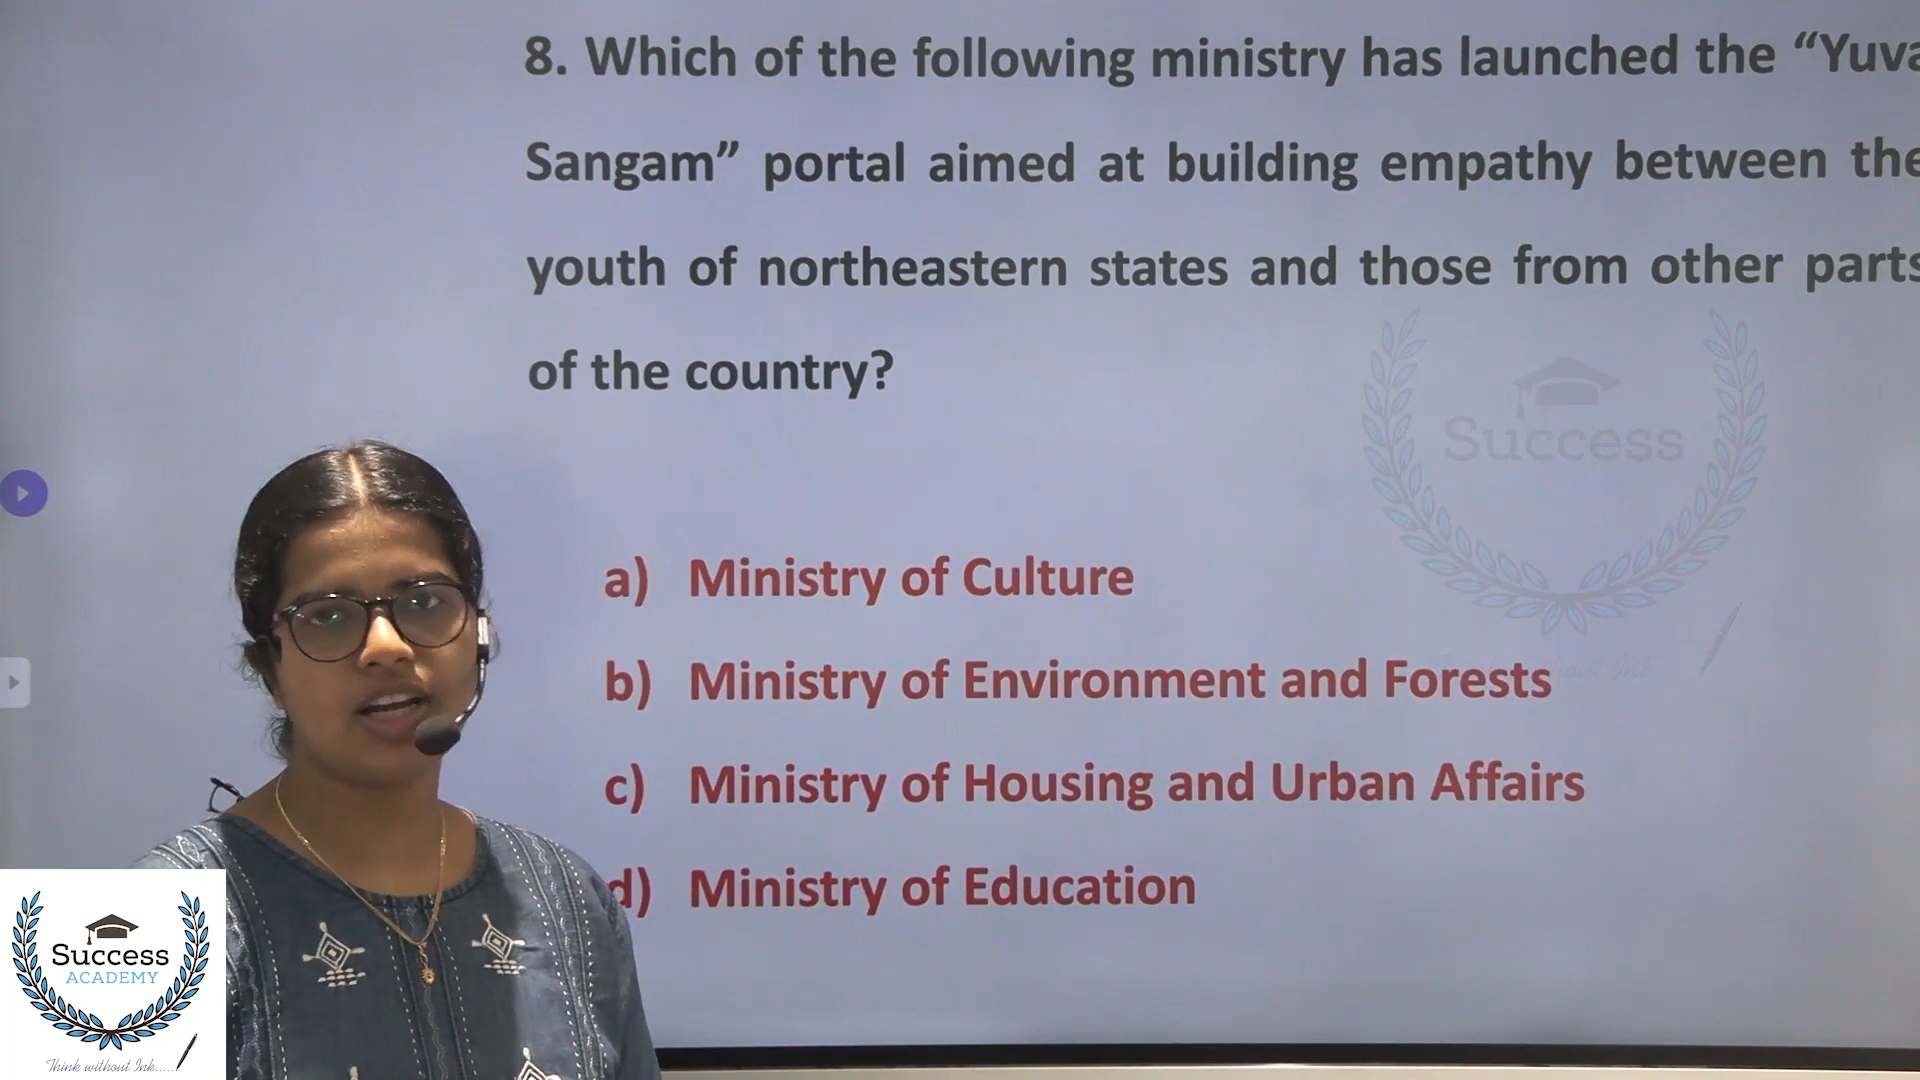 8. Which of the following ministry has launched the “Yuva
Sangam” portal aimed at building empathy between the
youth of northeastern states and those from other parts
of the country?
Success
a) Ministry of Culture
b) Ministry of Environment and Forests
c) Ministry of Housing and Urban Affairs
d) Ministry of Education
Success
ACADEMY
Think without Ink.....